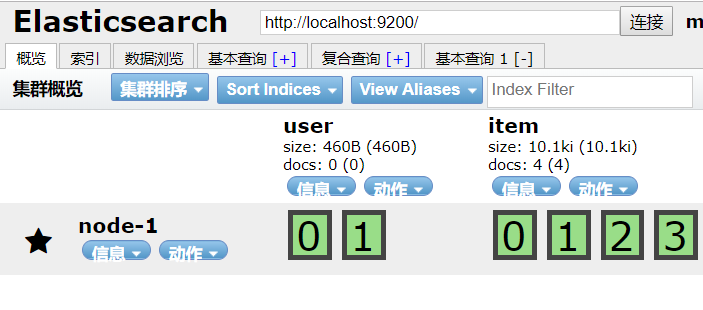 Elasticsearch http://localhost:9200/ 连接 m
概览 索引 数据浏览 基本查询 [+] 复合查询 [+] 基本查询 1 [-]
集群概览 集群排序 Sort Indices View Aliases Index Filter
user item
size: 460B (460B) size: 10.1ki (10.1ki)
docs: 0 (0) docs: 4 (4)
信息 动作 信息 动作
node-1 0 1 0 1 2 3
信息 动作